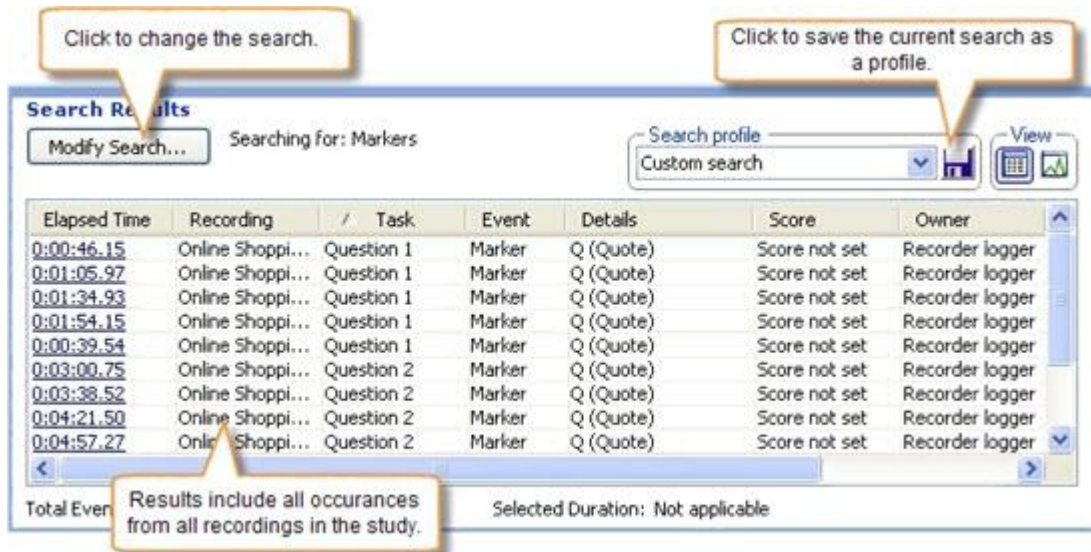 Click to change the search.
Click to save the current search as
a profile.
Search Re ults
Modify Search...
Searching for: Markers
Search profile
Custom search
View
Elapsed Time Recording Task Event Details Score Owner
0:00:46.15 Online Shoppi... Question 1 Marker Q (Quote) Score not set Recorder logger
0:01:05.97 Online Shoppi... Question 1 Marker Q (Quote) Score not set Recorder logger
0:01:34.93 Online Shoppi... Question 1 Marker Q (Quote) Score not set Recorder logger
0:01:54.15 Online Shoppi... Question 1 Marker Q (Quote) Score not set Recorder logger
0:00:39.54 Online Shoppi... Question 1 Marker Q (Quote) Score not set Recorder logger
0:03:00.75 Online Shoppi... Question 2 Marker Q (Quote) Score not set Recorder logger
0:03:38.52 Online Shoppi... Question 2 Marker Q (Quote) Score not set Recorder logger
0:04:21.50 Online Shoppi... Question 2 Marker Q (Quote) Score not set Recorder logger
0:04:57.27 Online Shoppi... Question 2 Marker Q (Quote) Score not set Recorder logger
Total Even
Results include all occurances
from all recordings in the study.
Selected Duration: Not applicable